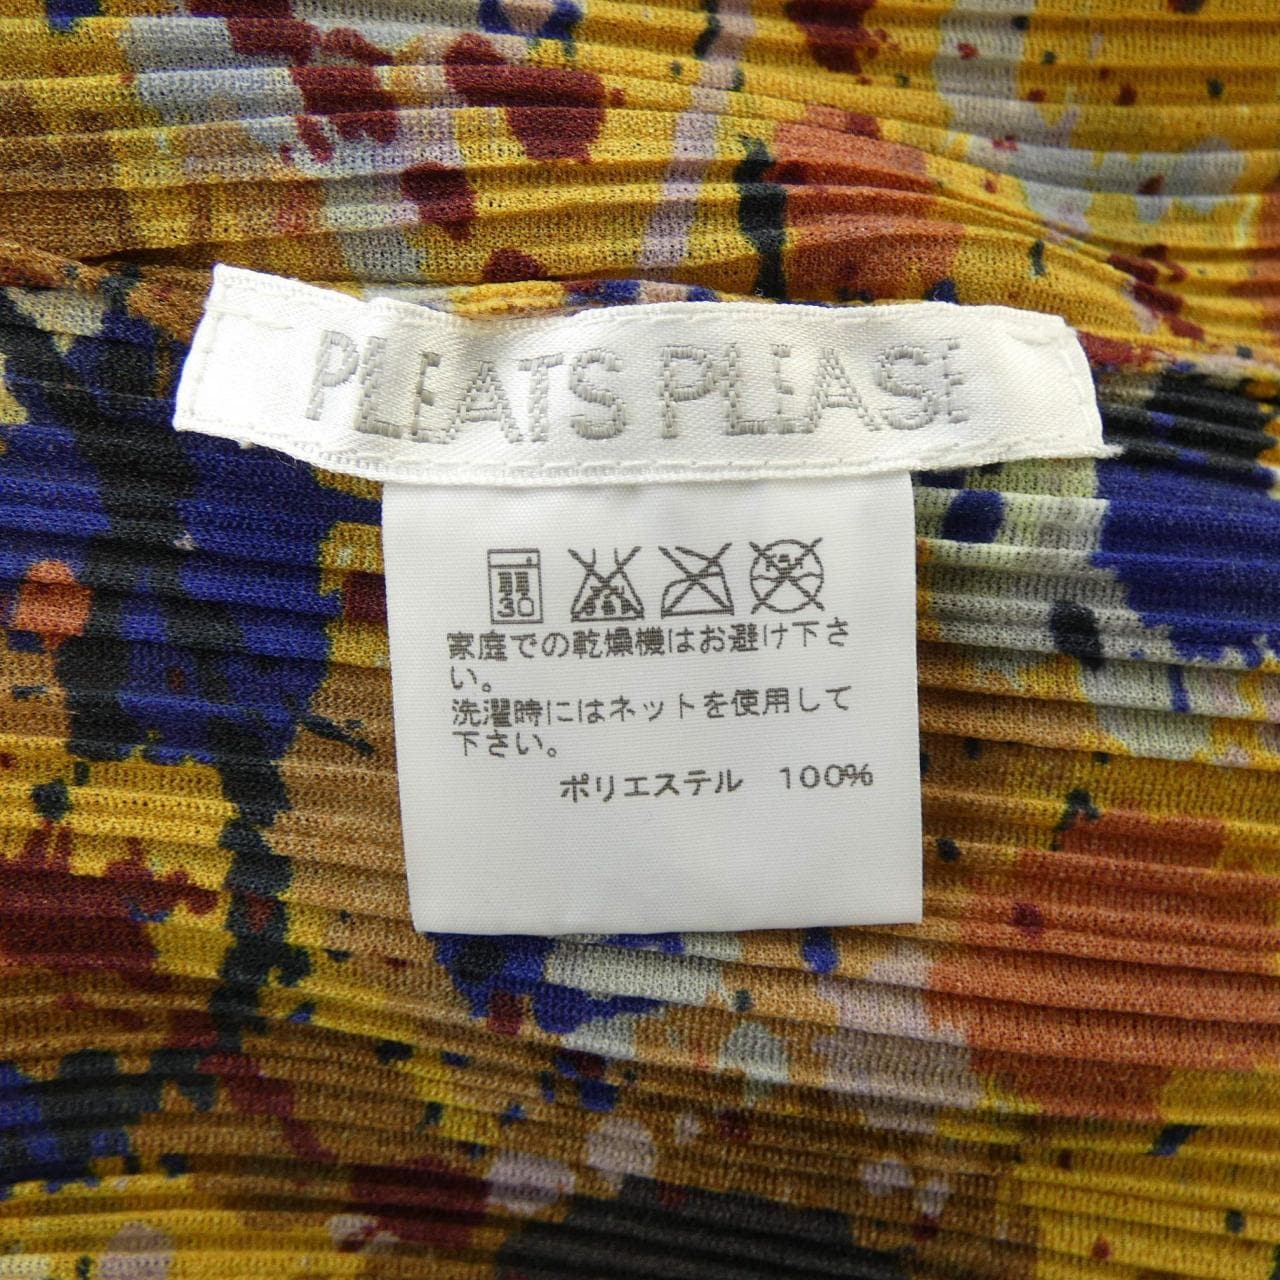 PLEATS PLEASE
弱 30
家庭での乾燥機はお避け下さ
い。
洗濯時にはネットを使用して
下さい。
ポリエステル 100%